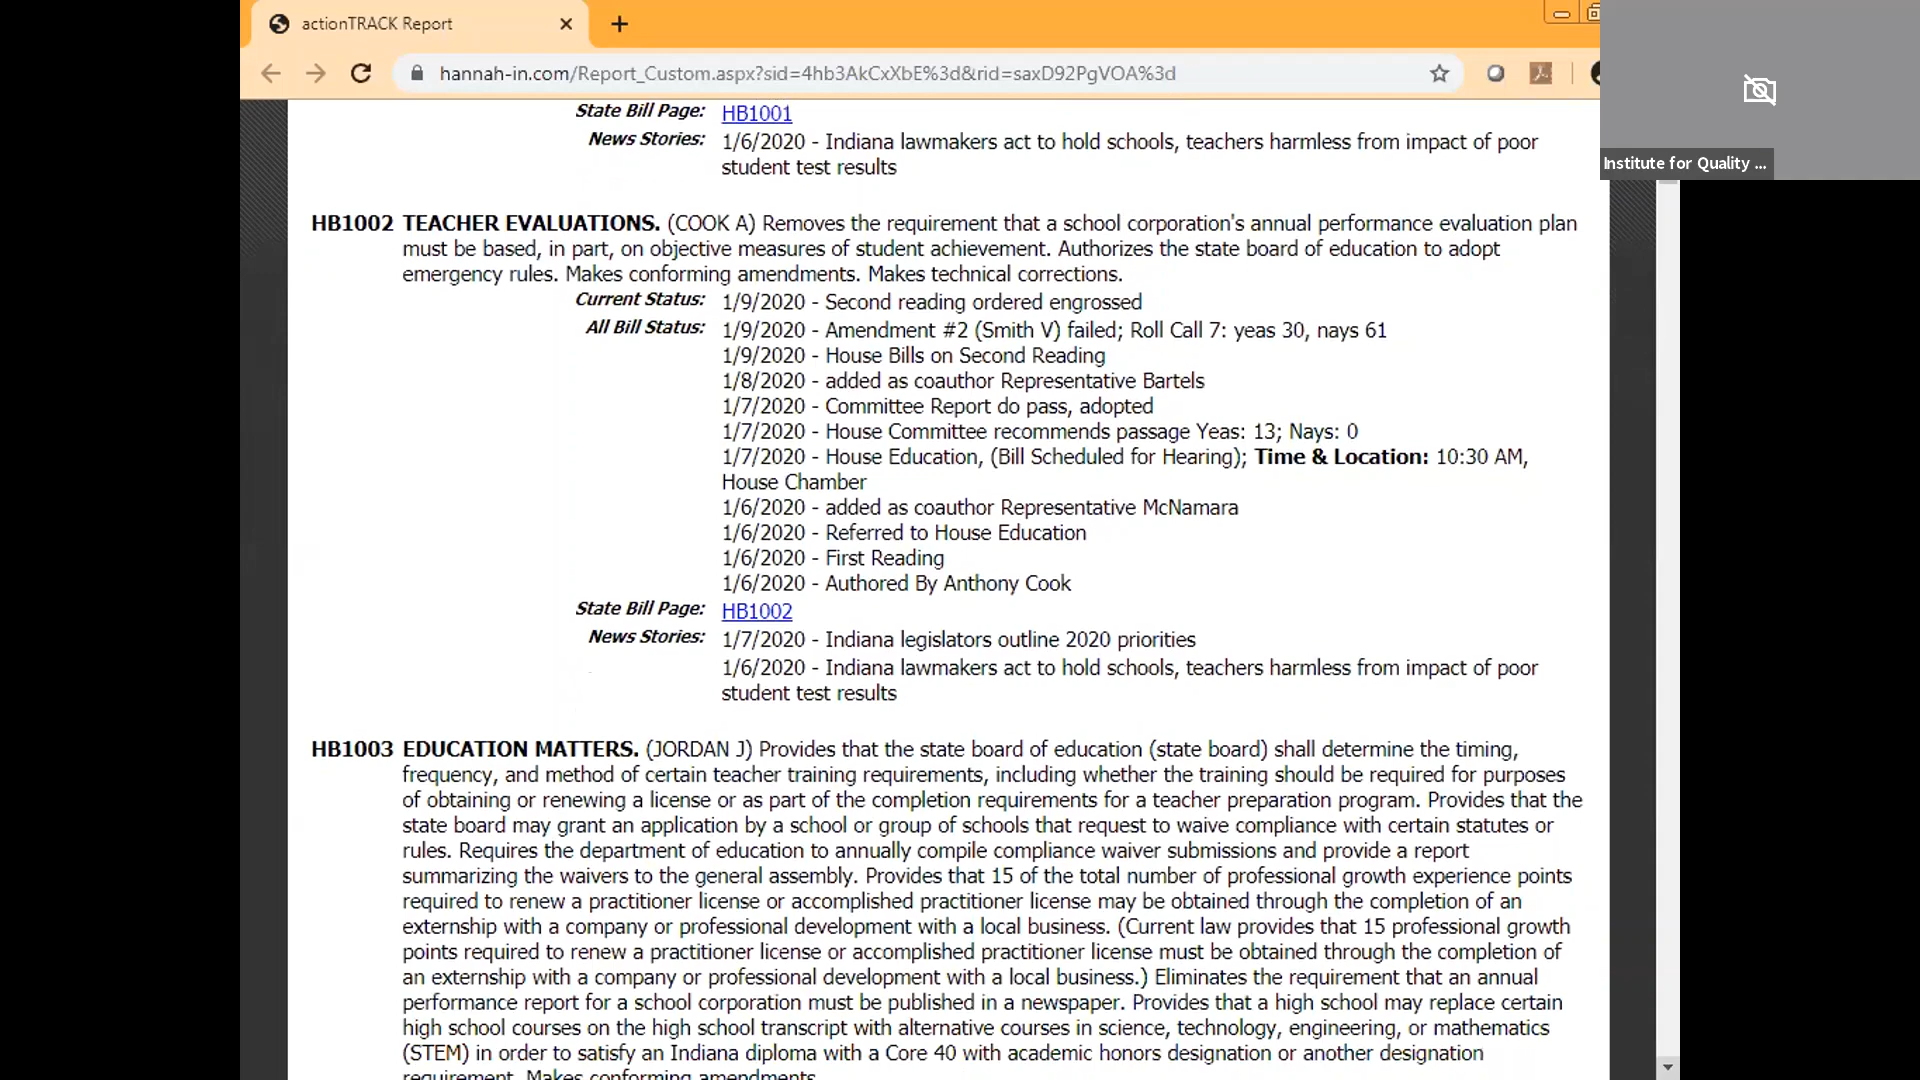 actionTRACK Report
hannah-in.com/Report_Custom.aspx?sid=4hb3AkCxXbE%3d&rid=saxD92PgVOA%3d
Institute for Quality ...
State Bill Page: HB1001
News Stories: 1/6/2020 - Indiana lawmakers act to hold schools, teachers harmless from impact of poor
student test results
HB1002 TEACHER EVALUATIONS. (COOK A) Removes the requirement that a school corporation's annual performance evaluation plan
must be based, in part, on objective measures of student achievement. Authorizes the state board of education to adopt
emergency rules. Makes conforming amendments. Makes technical corrections.
Current Status: 1/9/2020 - Second reading ordered engrossed
All Bill Status: 1/9/2020 - Amendment #2 (Smith V) failed; Roll Call 7: yeas 30, nays 61
1/9/2020 - House Bills on Second Reading
1/8/2020 - added as coauthor Representative Bartels
1/7/2020 - Committee Report do pass, adopted
1/7/2020 - House Committee recommends passage Yeas: 13; Nays: 0
1/7/2020 - House Education, (Bill Scheduled for Hearing); Time & Location: 10:30 AM,
House Chamber
1/6/2020 - added as coauthor Representative McNamara
1/6/2020 - Referred to House Education
1/6/2020 - First Reading
1/6/2020 - Authored By Anthony Cook
State Bill Page: HB1002
News Stories: 1/7/2020 - Indiana legislators outline 2020 priorities
1/6/2020 - Indiana lawmakers act to hold schools, teachers harmless from impact of poor
student test results
HB1003 EDUCATION MATTERS. (JORDAN J) Provides that the state board of education (state board) shall determine the timing,
frequency, and method of certain teacher training requirements, including whether the training should be required for purposes
of obtaining or renewing a license or as part of the completion requirements for a teacher preparation program. Provides that the
state board may grant an application by a school or group of schools that request to waive compliance with certain statutes or
rules. Requires the department of education to annually compile compliance waiver submissions and provide a report
summarizing the waivers to the general assembly. Provides that 15 of the total number of professional growth experience points
required to renew a practitioner license or accomplished practitioner license may be obtained through the completion of an
externship with a company or professional development with a local business. (Current law provides that 15 professional growth
points required to renew a practitioner license or accomplished practitioner license must be obtained through the completion of
an externship with a company or professional development with a local business.) Eliminates the requirement that an annual
performance report for a school corporation must be published in a newspaper. Provides that a high school may replace certain
high school courses on the high school transcript with alternative courses in science, technology, engineering, or mathematics
(STEM) in order to satisfy an Indiana diploma with a Core 40 with academic honors designation or another designation
requirement. Makes conforming amendments.